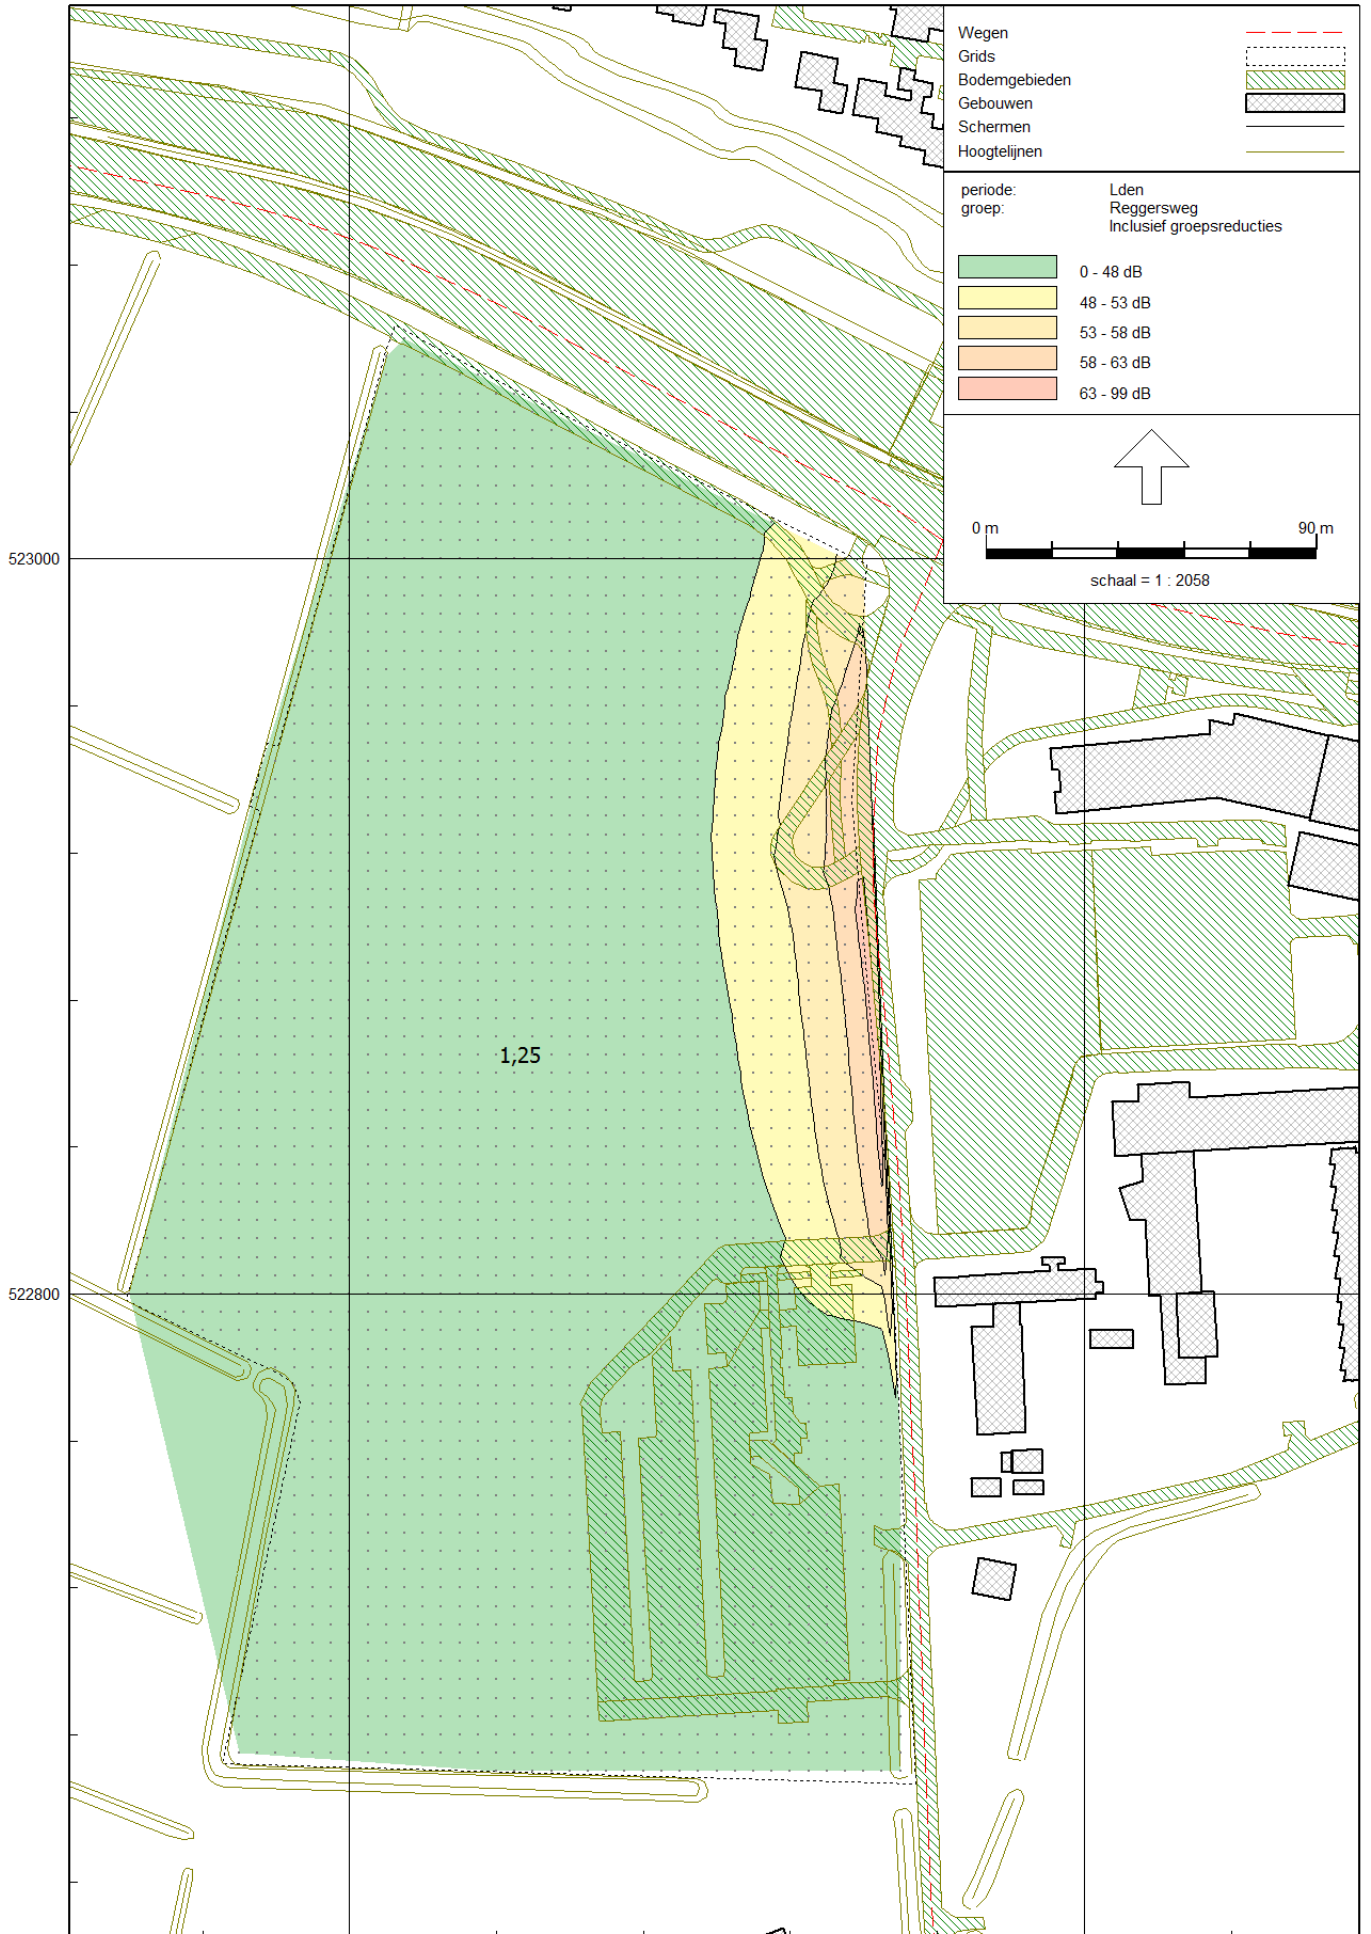 Wegen
Grids
Bodemgebieden
Gebouwen
Schermen
Hoogtelijnen
periode: Lden
groep: Reggersweg
Inclusief groepsreducties
0 - 48 dB
48 - 53 dB
53 - 58 dB
58 - 63 dB
63 - 99 dB
0 m 90 m
schaal = 1 : 2058
523000
1,25
522800